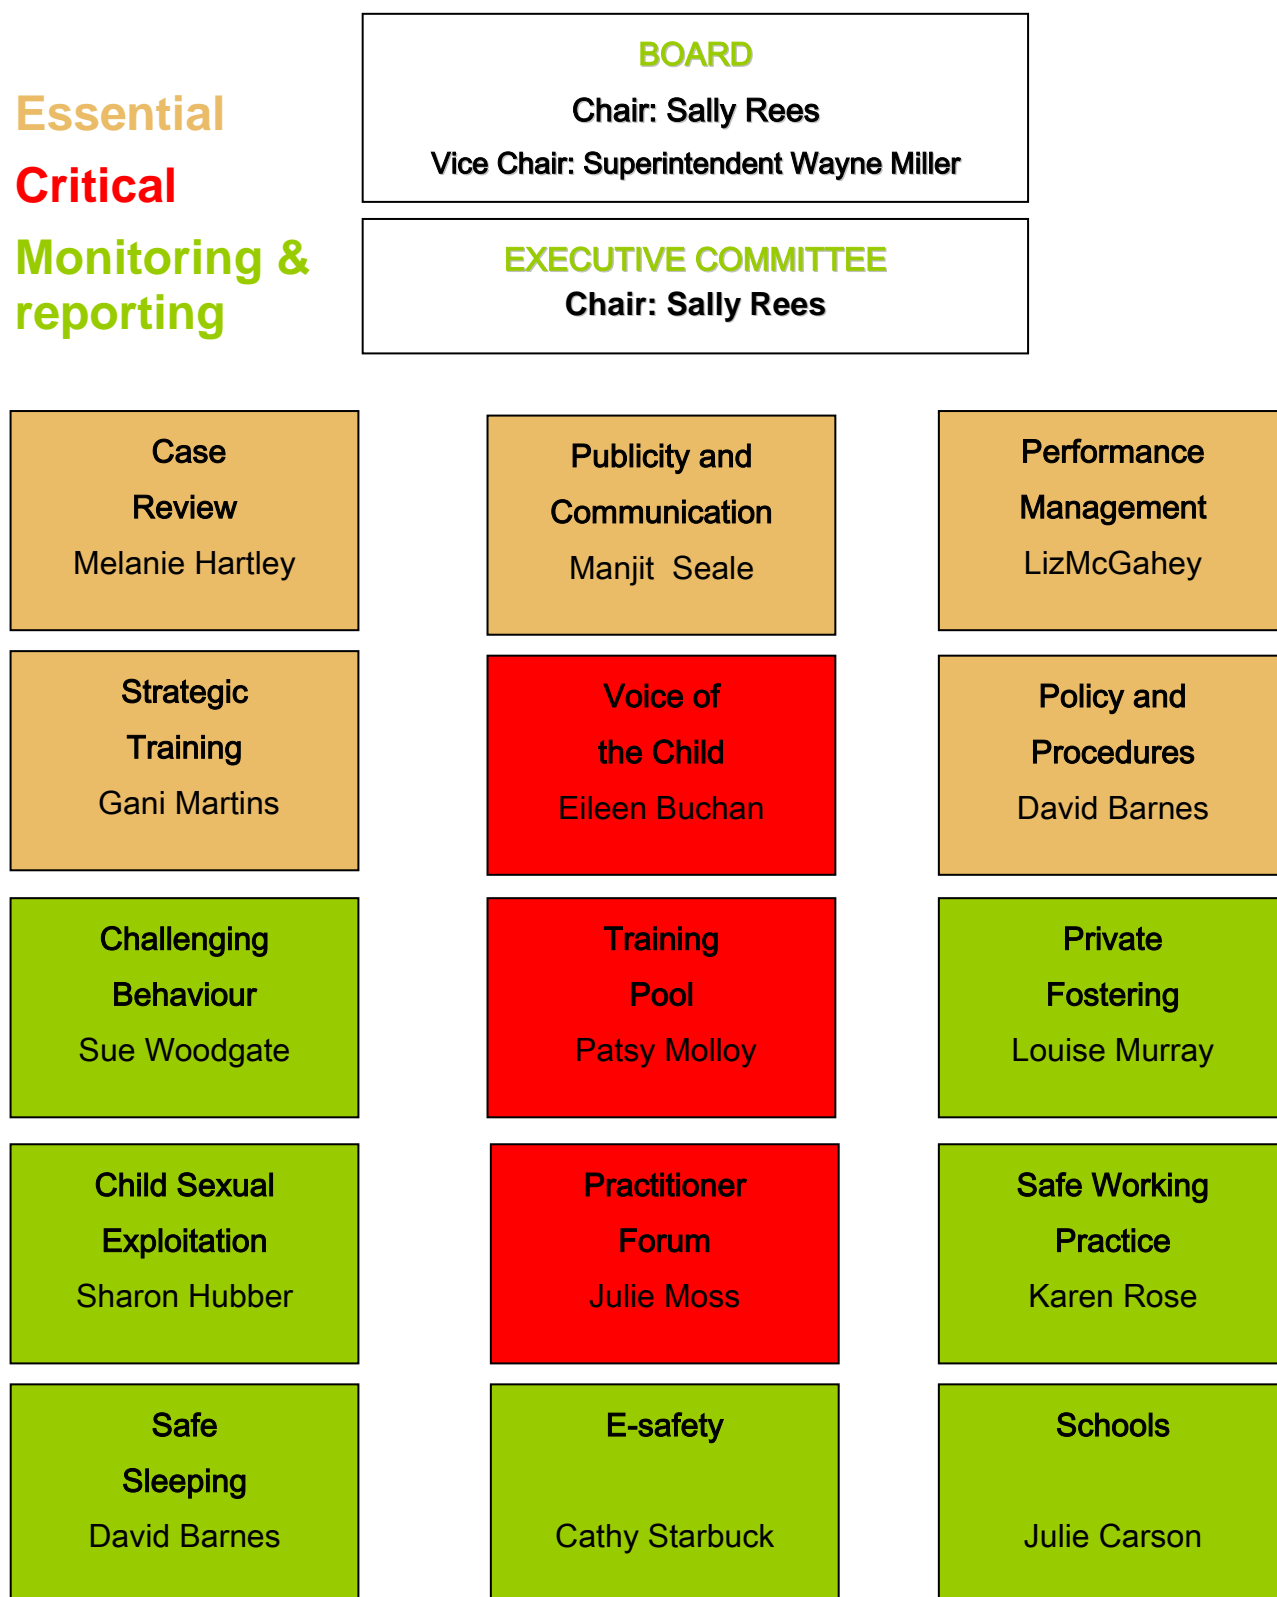 Essential
Critical
Monitoring &
reporting
BOARD
Chair: Sally Rees
Vice Chair: Superintendent Wayne Miller
EXECUTIVE COMMITTEE
Chair: Sally Rees
Case
Review
Melanie Hartley
Publicity and
Communication
Manjit  Seale
Performance
Management
LizMcGahey
Strategic
Training
Gani Martins
Voice of
the Child
Eileen Buchan
Policy and
Procedures
David Barnes
Challenging
Behaviour
Sue Woodgate
Training
Pool
Patsy Molloy
Private
Fostering
Louise Murray
Child Sexual
Exploitation
Sharon Hubber
Practitioner
Forum
Julie Moss
Safe Working
Practice
Karen Rose
Safe
Sleeping
David Barnes
E-safety
Cathy Starbuck
Schools
Julie Carson